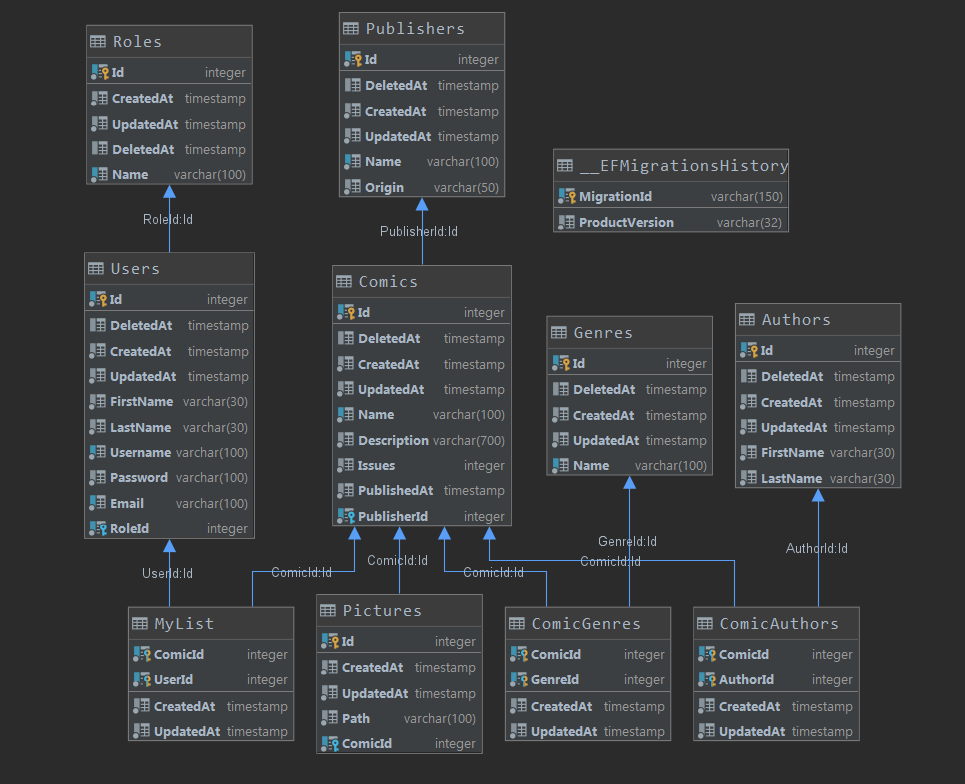 Roles
Id integer
CreatedAt timestamp
UpdatedAt timestamp
DeletedAt timestamp
Name varchar(100)
RoleId:Id
Publishers
Id integer
DeletedAt timestamp
CreatedAt timestamp
UpdatedAt timestamp
Name varchar(100)
Origin varchar(50)
PublisherId:Id
__EFMigrationsHistory
MigrationId varchar(150)
ProductVersion varchar(32)
Users
Id integer
DeletedAt timestamp
CreatedAt timestamp
UpdatedAt timestamp
FirstName varchar(30)
LastName varchar(30)
Username varchar(100)
Password varchar(100)
Email varchar(100)
RoleId integer
UserId:Id
Comics
Id integer
DeletedAt timestamp
CreatedAt timestamp
UpdatedAt timestamp
Name varchar(100)
Description varchar(700)
Issues integer
PublishedAt timestamp
PublisherId integer
ComicId:Id
ComicId:Id
ComicId:Id
ComicId:Id
Genres
Id integer
DeletedAt timestamp
CreatedAt timestamp
UpdatedAt timestamp
Name varchar(100)
GenreId:Id
Authors
Id integer
DeletedAt timestamp
CreatedAt timestamp
UpdatedAt timestamp
FirstName varchar(30)
LastName varchar(30)
AuthorId:Id
MyList
ComicId integer
UserId integer
CreatedAt timestamp
UpdatedAt timestamp
Pictures
Id integer
CreatedAt timestamp
UpdatedAt timestamp
Path varchar(100)
ComicId integer
ComicGenres
ComicId integer
GenreId integer
CreatedAt timestamp
UpdatedAt timestamp
ComicAuthors
ComicId integer
AuthorId integer
CreatedAt timestamp
UpdatedAt timestamp